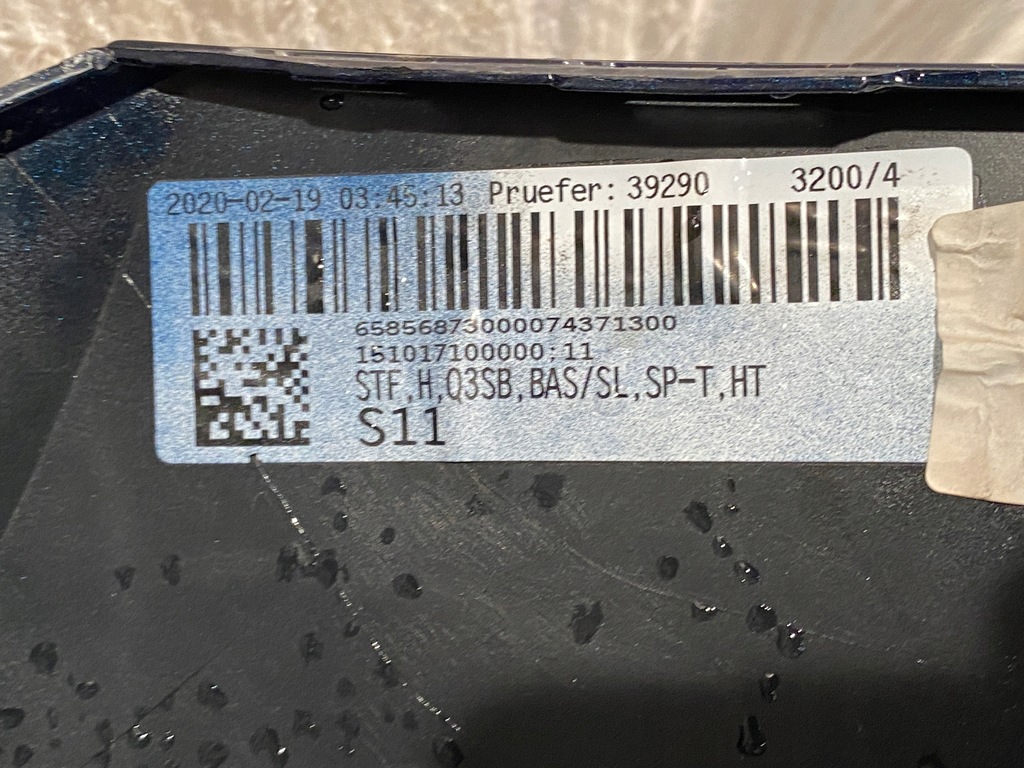 2020-02-19 03:45:13 Pruefer: 39290 3200/4
65856873000074371300
151017100000:11
STF,H,Q3SB,BAS/SL,SP-T,HT
S11